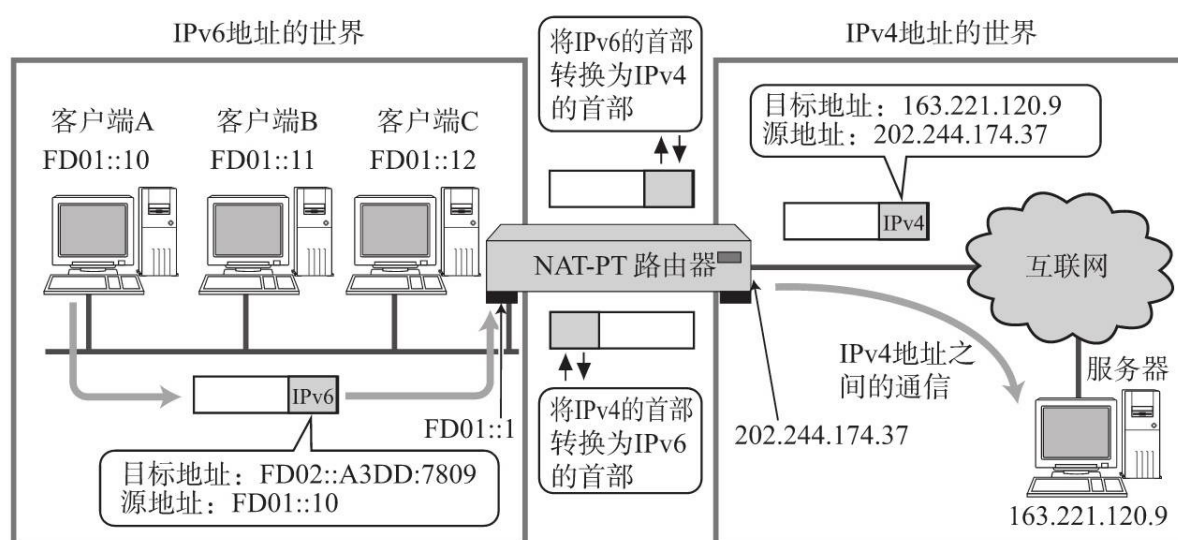 IPv6地址的世界
将IPv6的首部
转换为IPv4
的首部
IPv4地址的世界
客户端A
FD01::10
客户端B
FD01::11
客户端C
FD01::12
目标地址：163.221.120.9
源地址：202.244.174.37
IPv4
NAT-PT 路由器
互联网
IPv6
FD01::1
目标地址：FD02::A3DD:7809
源地址：FD01::10
将IPv4的首部
转换为IPv6
的首部
202.244.174.37
IPv4地址之
间的通信
服务器
163.221.120.9